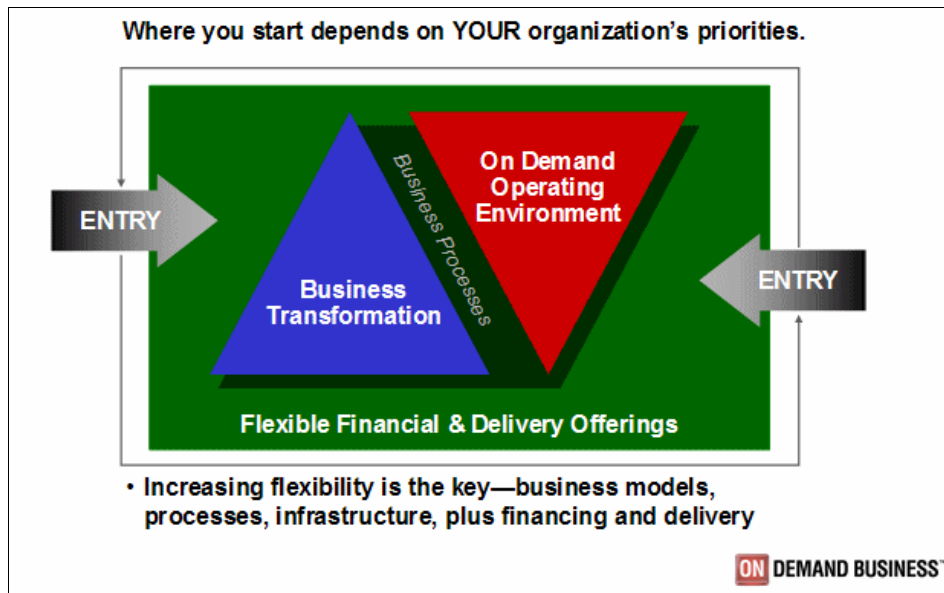 Where you start depends on YOUR organization's priorities.
ENTRY
Business
Transformation
Business Processes
On Demand
Operating
Environment
ENTRY
Flexible Financial & Delivery Offerings
• Increasing flexibility is the key—business models,
processes, infrastructure, plus financing and delivery
ON DEMAND BUSINESS™